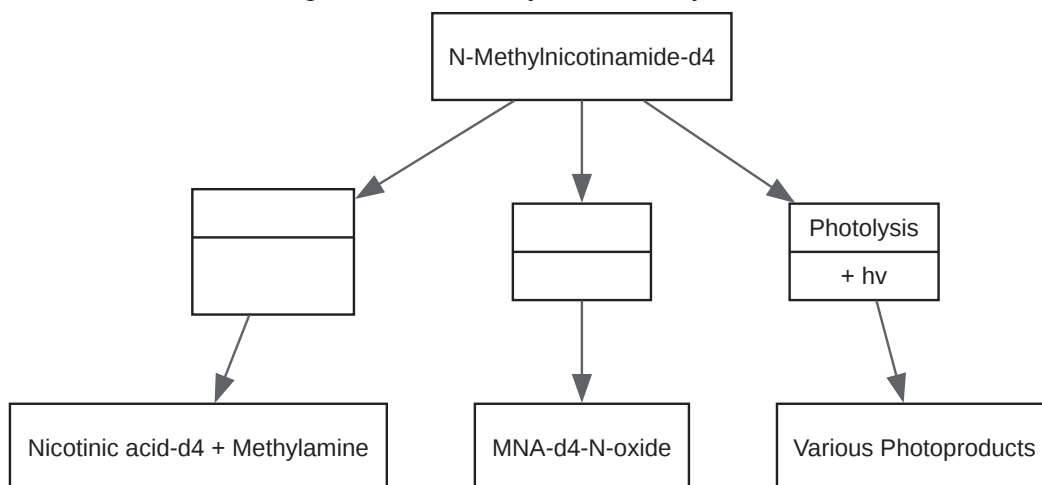 N-Methylnicotinamide-d4
Photolysis
+ hv
Nicotinic acid-d4 + Methylamine
MNA-d4-N-oxide
Various Photoproducts